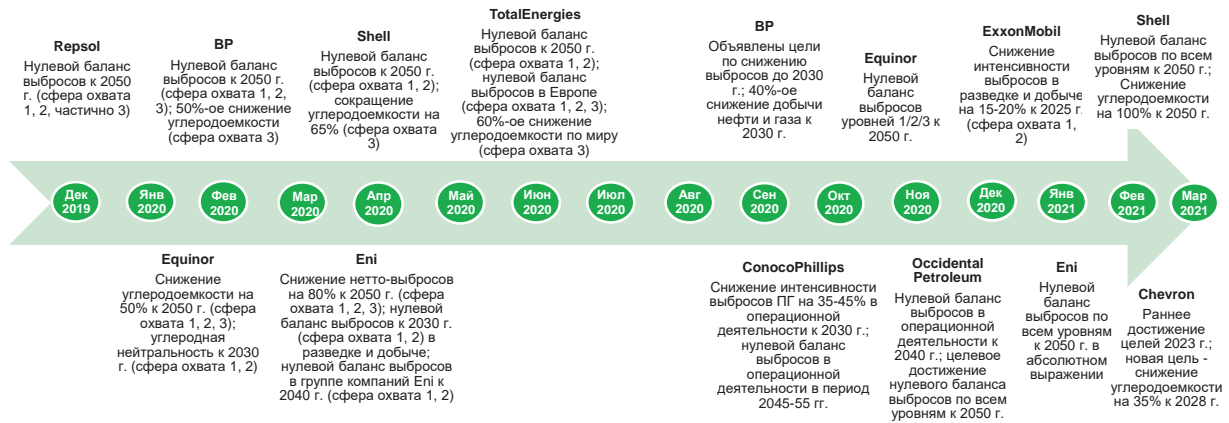 Repsol
Нулевой баланс
выбросов к 2050
г. (сфера охвата
1, 2, частично 3)
BP
Нулевой баланс
выбросов к 2050 г.
(сфера охвата 1, 2,
3); 50%-ое снижение
углеродоемкости
(сфера охвата 3)
Shell
Нулевой баланс
выбросов к 2050 г.
(сфера охвата 1, 2);
сокращение
углеродоемкости на
65% (сфера охвата
3)
TotalEnergies
Нулевой баланс
выбросов к 2050 г.
(сфера охвата 1, 2);
нулевой баланс
выбросов в Европе
(сфера охвата 1, 2, 3);
60%-ое снижение
углеродоемкости по миру
(сфера охвата 3)
BP
Объявлены цели
по снижению
выбросов до 2030
г.; 40%-ое
снижение добычи
нефти и газа к
2030 г.
Equinor
Нулевой
баланс
выбросов
уровней 1/2/3 к
2050 г.
ExxonMobil
Снижение
интенсивности
выбросов в
разведке и добыче
на 15-20% к 2025 г.
(сфера охвата 1,
2)
Shell
Нулевой баланс
выбросов по всем
уровням к 2050 г.;
Снижение
углеродоемкости
на 100% к 2050 г.
Дек
2019
Янв
2020
Фев
2020
Мар
2020
Апр
2020
Май
2020
Июн
2020
Июл
2020
Авг
2020
Сен
2020
Окт
2020
Ноя
2020
Дек
2020
Янв
2021
Фев
2021
Мар
2021
Equinor
Снижение
углеродоемкости на
50% к 2050 г. (сфера
охвата 1, 2, 3);
углеродная
нейтральность к 2030
г. (сфера охвата 1, 2)
Eni
Снижение нетто-выбросов
на 80% к 2050 г. (сфера
охвата 1, 2, 3); нулевой
баланс выбросов к 2030 г.
(сфера охвата 1, 2) в
разведке и добыче;
нулевой баланс выбросов
в группе компаний Eni к
2040 г. (сфера охвата 1, 2)
ConocoPhillips
Снижение интенсивности
выбросов ПГ на 35-45% в
операционной
деятельности к 2030 г.;
нулевой баланс
выбросов в
операционной
деятельности в период
2045-55 гг.
Occidental
Petroleum
Нулевой баланс
выбросов в
операционной
деятельности к
2040 г.; целевое
достижение
нулевого баланса
выбросов по всем
уровням к 2050 г.
Eni
Нулевой
баланс
выбросов по
всем уровням
к 2050 г. в
абсолютном
выражении
Chevron
Раннее
достижение
целей 2023 г.;
новая цель -
снижение
углеродоемкости
на 35% к 2028 г.